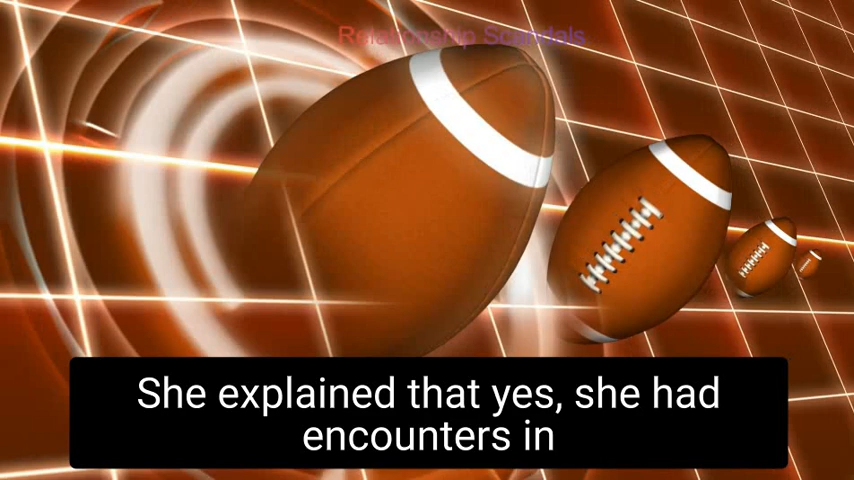 Relationship Scandals
She explained that yes, she had
encounters in